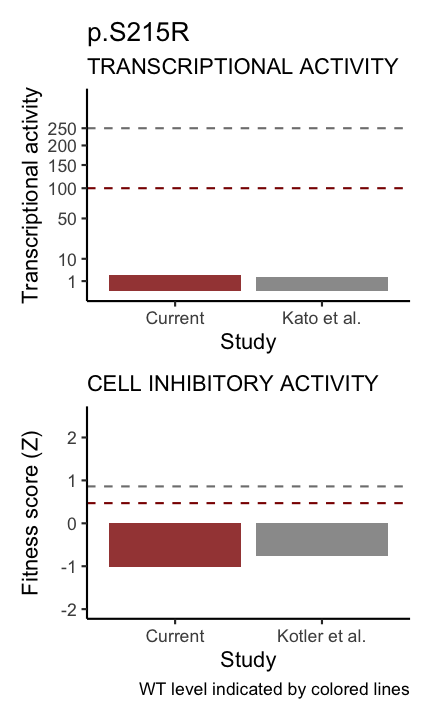 p.S215R
TRANSCRIPTIONAL ACTIVITY
Transcriptional activity
250
200
150
100
50
10
1
Current
Kato et al.
Study
CELL INHIBITORY ACTIVITY
Fitness score (Z)
2
1
0
-1
-2
Current
Kotler et al.
Study
WT level indicated by colored lines